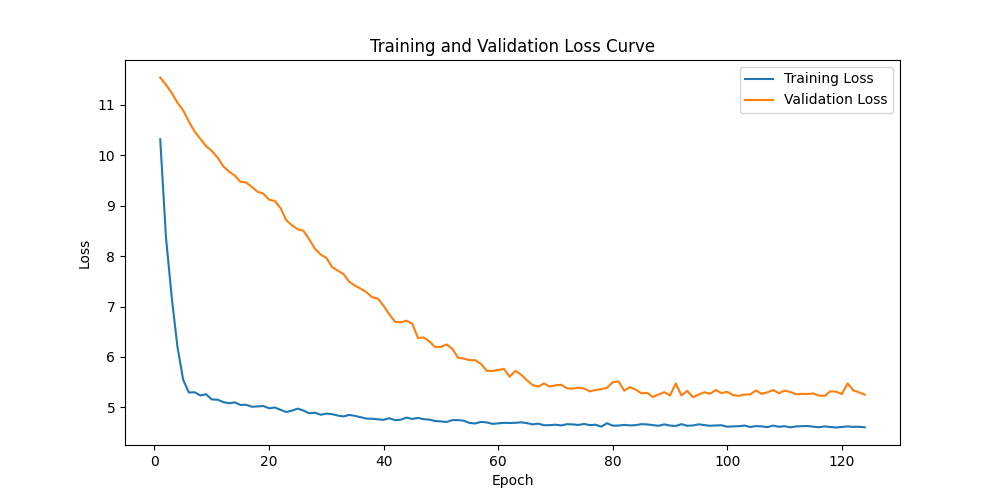 Training and Validation Loss Curve
Training Loss
Validation Loss
Loss
11
10
9
8
7
6
5
0 20 40 60 80 100 120
Epoch